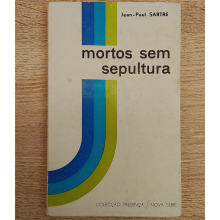 Jean-Paul SARTRE
mortos sem
sepultura
COLECÇÃO PRESENÇA / NOVA SÉRIE